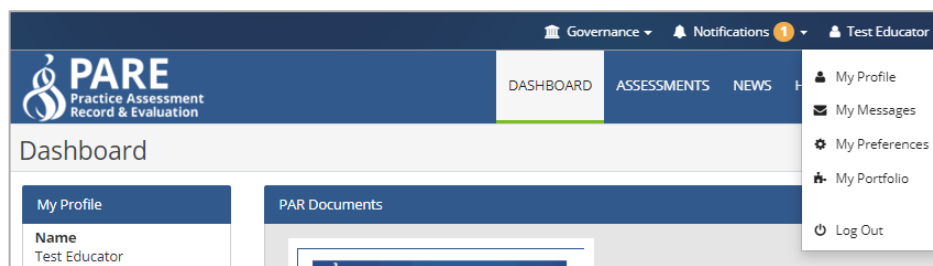 Governance
Notifications 1
Test Educator
PARE
Practice Assessment
Record & Evaluation
DASHBOARD
ASSESSMENTS
NEWS
H
My Profile
My Messages
My Preferences
My Portfolio
Log Out
Dashboard
My Profile
Name
Test Educator
PAR Documents